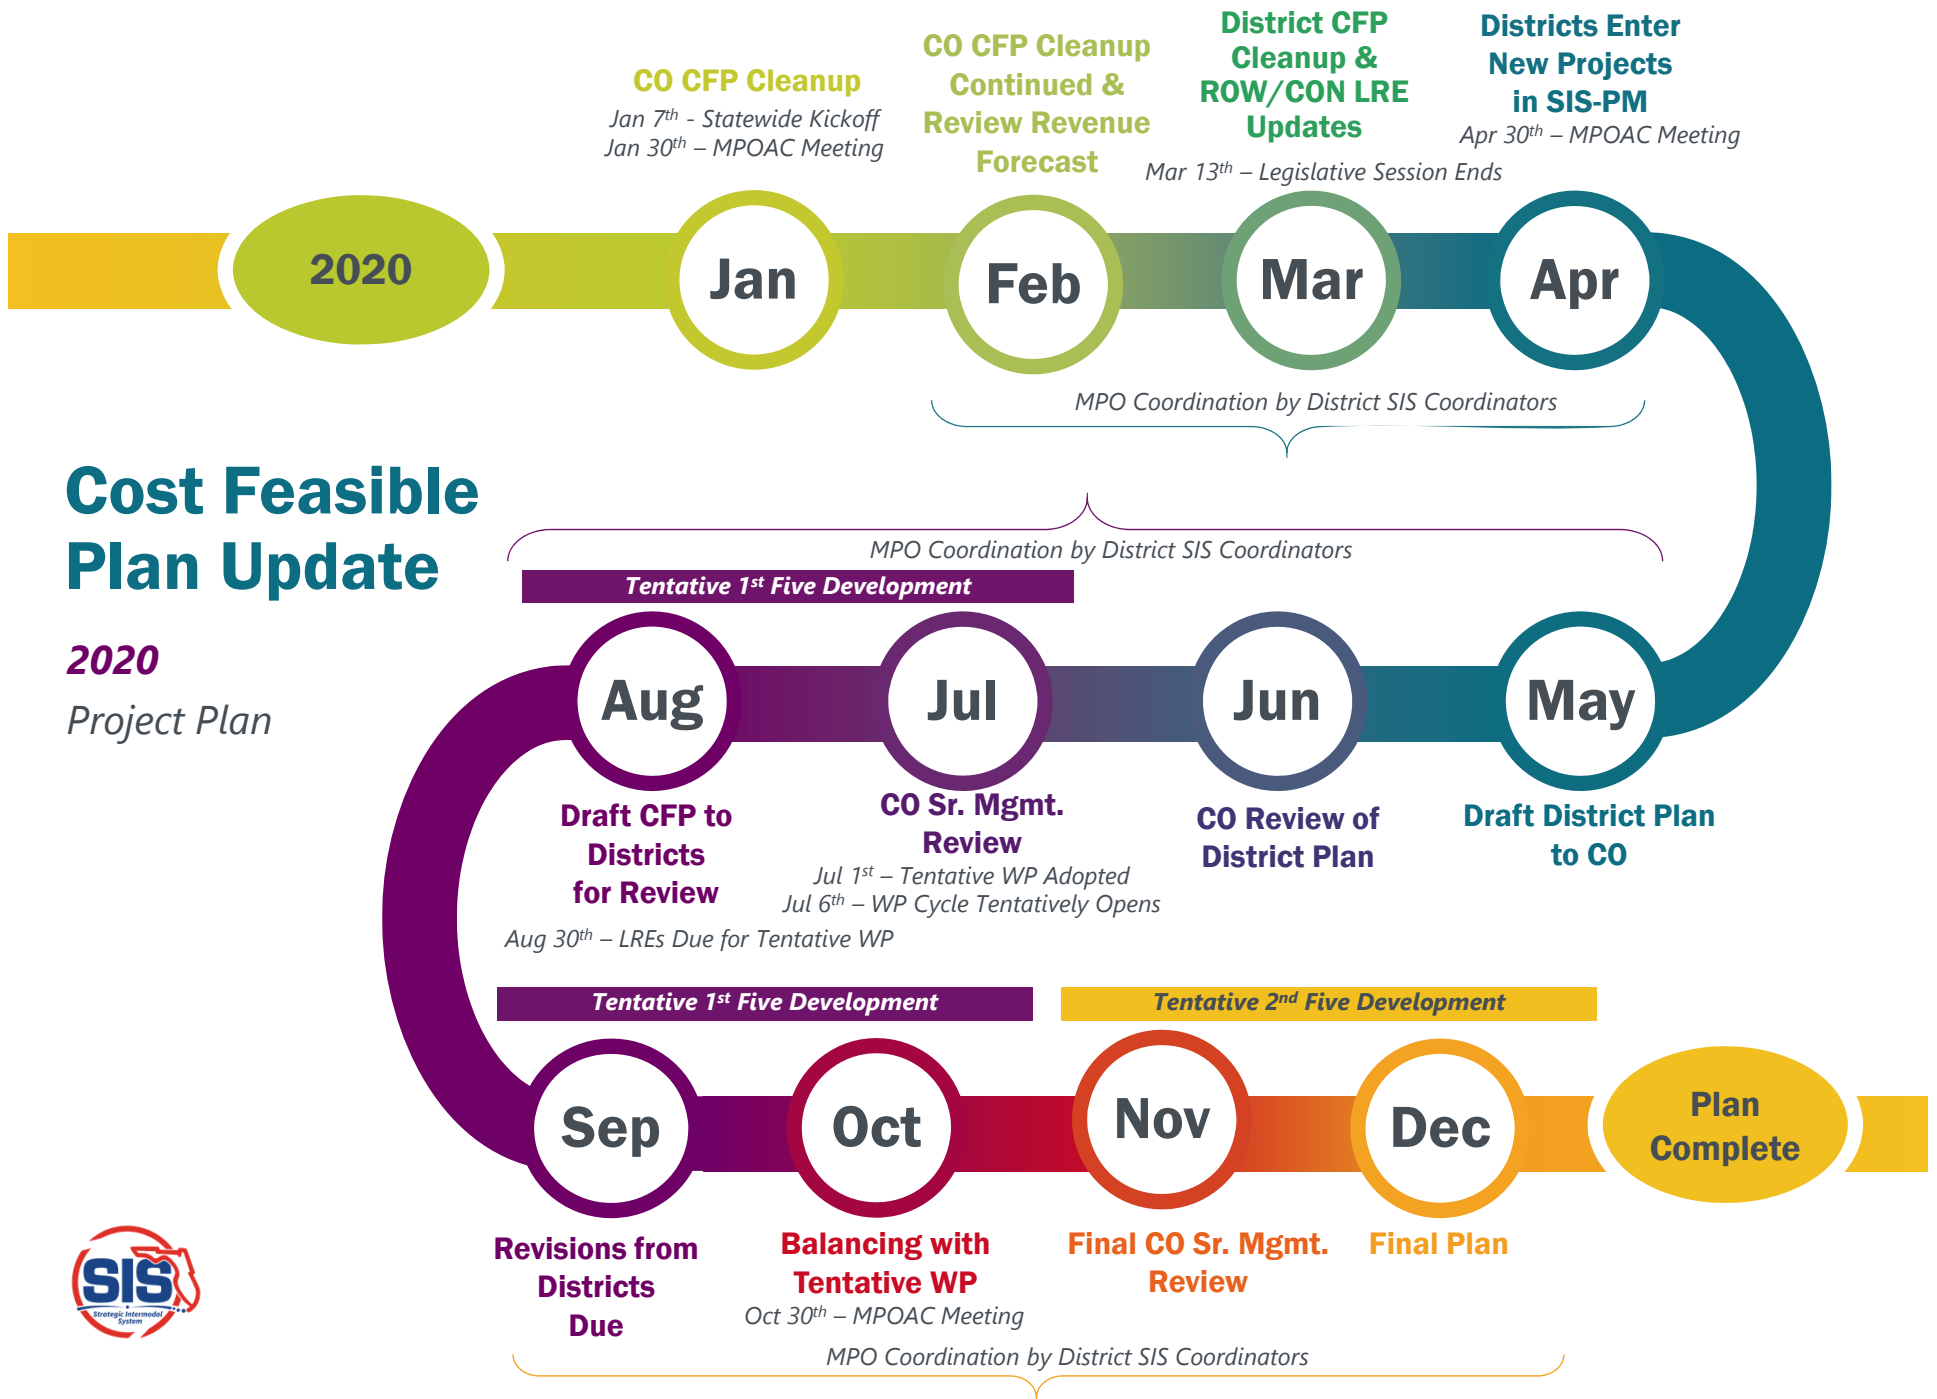 CO CFP Cleanup
Jan 7th - Statewide Kickoff
Jan 30th – MPOAC Meeting
CO CFP Cleanup
Continued &
Review Revenue
Forecast
District CFP
Cleanup &
ROW/CON LRE
Updates
Mar 13th – Legislative Session Ends
Districts Enter
New Projects
in SIS-PM
Apr 30th – MPOAC Meeting
2020
Jan
Feb
Mar
Apr
MPO Coordination by District SIS Coordinators
Cost Feasible
Plan Update
2020
Project Plan
MPO Coordination by District SIS Coordinators
Tentative 1st Five Development
Aug
Jul
Jun
May
Draft CFP to
Districts
for Review
Aug 30th – LREs Due for Tentative WP
CO Sr. Mgmt.
Review
Jul 1st – Tentative WP Adopted
Jul 6th – WP Cycle Tentatively Opens
CO Review of
District Plan
Draft District Plan
to CO
Tentative 1st Five Development
Tentative 2nd Five Development
Sep
Oct
Nov
Dec
Plan
Complete
Revisions from
Districts
Due
Balancing with
Tentative WP
Oct 30th – MPOAC Meeting
Final CO Sr. Mgmt.
Review
Final Plan
MPO Coordination by District SIS Coordinators
SIS
Strategic Intermodal
System